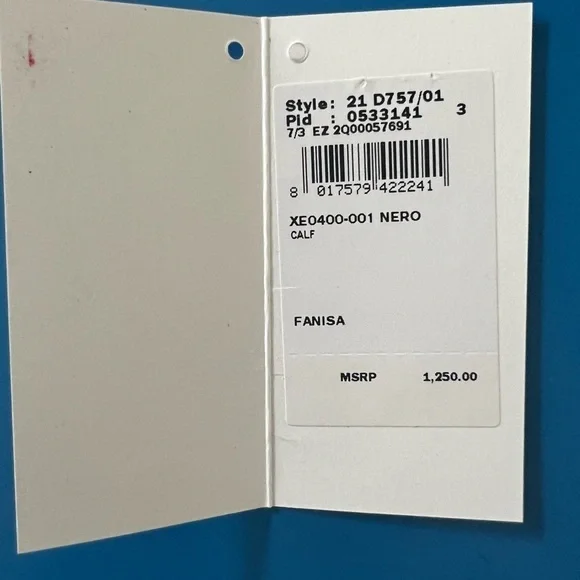 Style: 21 D757/01
Pid : 0533141 3
7/3 EZ 2Q00057691
8 017579 422241
XE0400-001 NERO
CALF
FANISA
MSRP 1,250.00